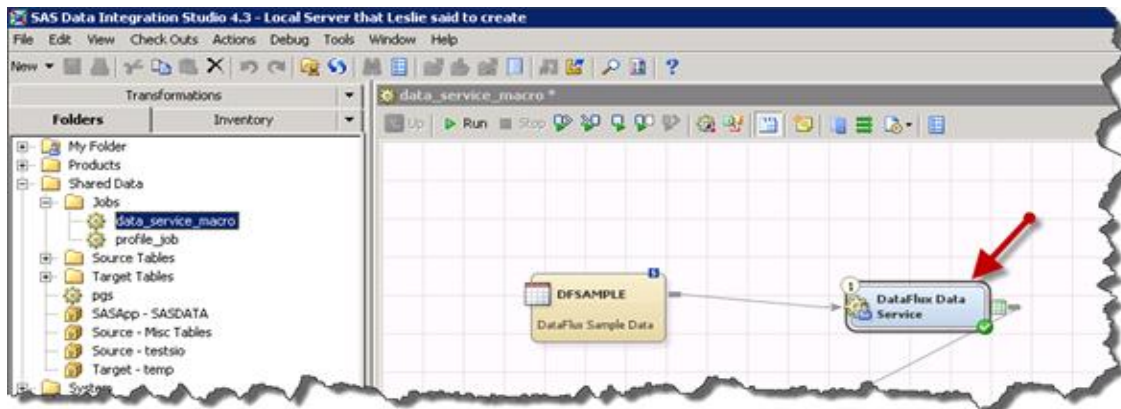 SAS Data Integration Studio 4.3 - Local Server that Leslie said to create
File Edit View Check Outs Actions Debug Tools Window Help
New
Transformations
Folders Inventory
My Folder
Products
Shared Data
Jobs
data_service_macro
profile_job
Source Tables
Target Tables
pgs
SASApp - SASDATA
Source - Misc Tables
Source - testsio
Target - temp
System
data_service_macro *
Up Run Stop
DFSAMPLE
DataFlux Sample Data
1
DataFlux Data
Service